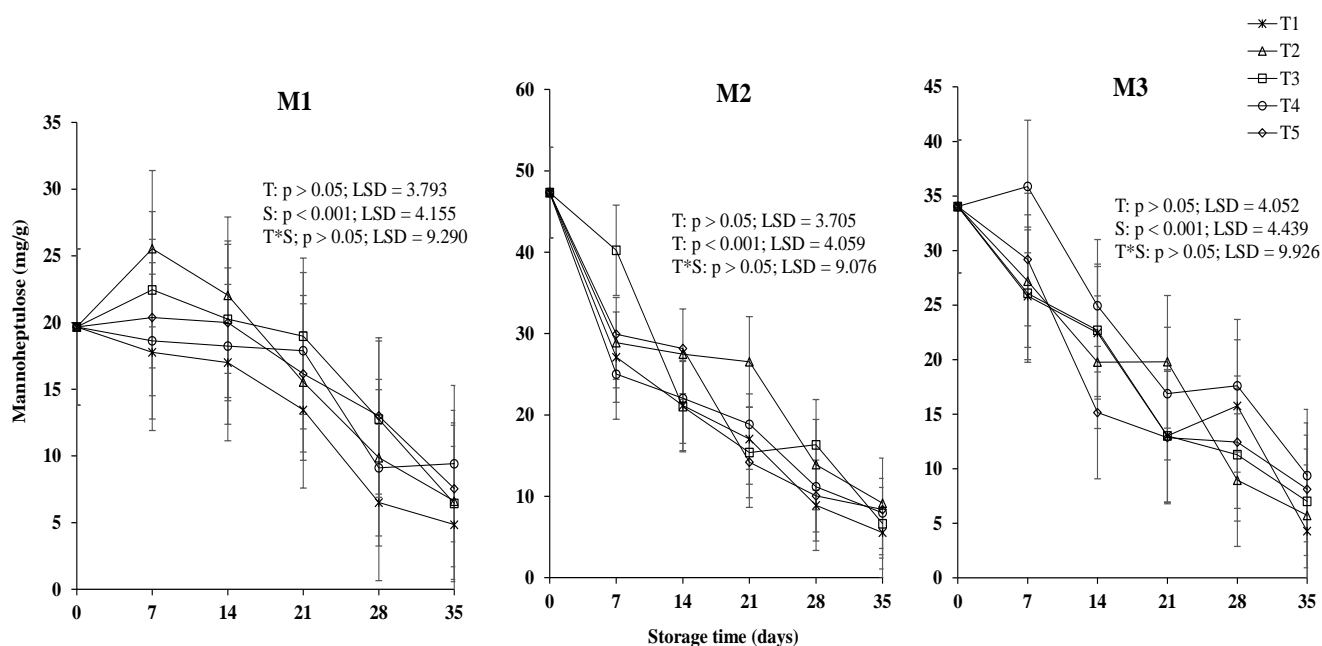 M1
35
30
25
20
15
10
5
0
0 7 14 21 28 35
Mannoheptulose (mg/g)
T: p > 0.05; LSD = 3.793
S: p < 0.001; LSD = 4.155
T*S; p > 0.05; LSD = 9.290
M2
60
50
40
30
20
10
0
0 7 14 21 28 35
Storage time (days)
T: p > 0.05; LSD = 3.705
T: p < 0.001; LSD = 4.059
T*S: p > 0.05; LSD = 9.076
M3
45
40
35
30
25
20
15
10
5
0
0 7 14 21 28 35
T: p > 0.05; LSD = 4.052
S: p < 0.001; LSD = 4.439
T*S: p > 0.05; LSD = 9.926
T1
T2
T3
T4
T5